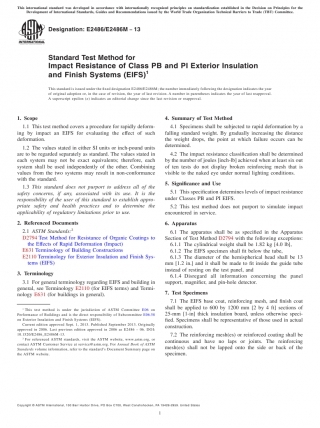 This international standard was developed in accordance with internationally recognized principles on standardization established in the Decision on Principles for the
Development of International Standards, Guides and Recommendations issued by the World Trade Organization Technical Barriers to Trade (TBT) Committee.
Designation: E2486/E2486M − 13
Standard Test Method for
Impact Resistance of Class PB and PI Exterior Insulation
and Finish Systems (EIFS)1
This standard is issued under the fixed designation E2486/E2486M; the number immediately following the designation indicates the year
of original adoption or, in the case of revision, the year of last revision. A number in parentheses indicates the year of last reapproval.
A superscript epsilon (ε) indicates an editorial change since the last revision or reapproval.
1. Scope
1.1 This test method covers a procedure for rapidly deform-
ing by impact an EIFS for evaluating the effect of such
deformation.
1.2 The values stated in either SI units or inch-pound units
are to be regarded separately as standard. The values stated in
each system may not be exact equivalents; therefore, each
system shall be used independently of the other. Combining
values from the two systems may result in non-conformance
with the standard.
1.3 This standard does not purport to address all of the
safety concerns, if any, associated with its use. It is the
responsibility of the user of this standard to establish appro-
priate safety and health practices and to determine the
applicability of regulatory limitations prior to use.
2. Referenced Documents
2.1 ASTM Standards:2
D2794 Test Method for Resistance of Organic Coatings to
the Effects of Rapid Deformation (Impact)
E631 Terminology of Building Constructions
E2110 Terminology for Exterior Insulation and Finish Sys-
tems (EIFS)
3. Terminology
3.1 For general terminology regarding EIFS and building in
general, see Terminology E2110 (for EIFS terms) and Termi-
nology E631 (for buildings in general).
1 This test method is under the jurisdiction of ASTM Committee E06 on
Performance of Buildings and is the direct responsibility of Subcommittee E06.58
on Exterior Insulation and Finish Systems (EIFS).
Current edition approved Sept. 1, 2013. Published September 2013. Originally
approved in 2006. Last previous edition approved in 2006 as E2486 – 06. DOI:
10.1520/E2486_E2486M-13.
2 For referenced ASTM standards, visit the ASTM website, www.astm.org, or
contact ASTM Customer Service at service@astm.org. For Annual Book of ASTM
Standards volume information, refer to the standard's Document Summary page on
the ASTM website.
4. Summary of Test Method
4.1 Specimens shall be subjected to rapid deformation by a
falling standard weight. By gradually increasing the distance
the weight drops, the point at which failure occurs can be
determined.
4.2 The impact resistance classification shall be determined
by the number of joules [inch-lb] achieved when at least six out
of ten tests do not display broken reinforcing mesh that is
visible to the naked eye under normal lighting conditions.
5. Significance and Use
5.1 This specification determines levels of impact resistance
under Classes PB and PI EIFS.
5.2 This test method does not purport to simulate impact
encountered in service.
6. Apparatus
6.1 The apparatus shall be as specified in the Apparatus
Section of Test Method D2794 with the following exceptions:
6.1.1 The cylindrical weight shall be 1.82 kg [4.0 lb],
6.1.2 The EIFS specimen shall fit below the tube,
6.1.3 The diameter of the hemispherical head shall be 13
mm [1.2 in.] and it shall be made to fit inside the guide tube
instead of resting on the test panel, and
6.1.4 Disregard all information concerning the panel
support, magnifier, and pin-hole detector.
7. Test Specimens
7.1 The EIFS base coat, reinforcing mesh, and finish coat
shall be applied to 600 by 1200 mm [2 by 4 ft] sections of
25-mm [1-in] thick insulation board, unless otherwise speci-
fied. Specimens shall be representative of those used in actual
construction.
7.2 The reinforcing mesh(es) or reinforced coating shall be
continuous and have no laps or joints. The reinforcing
mesh(es) shall not be lapped onto the side or back of the
specimen.
Copyright © ASTM International, 100 Barr Harbor Drive, PO Box C700, West Conshohocken, PA 19428-2959. United States
1